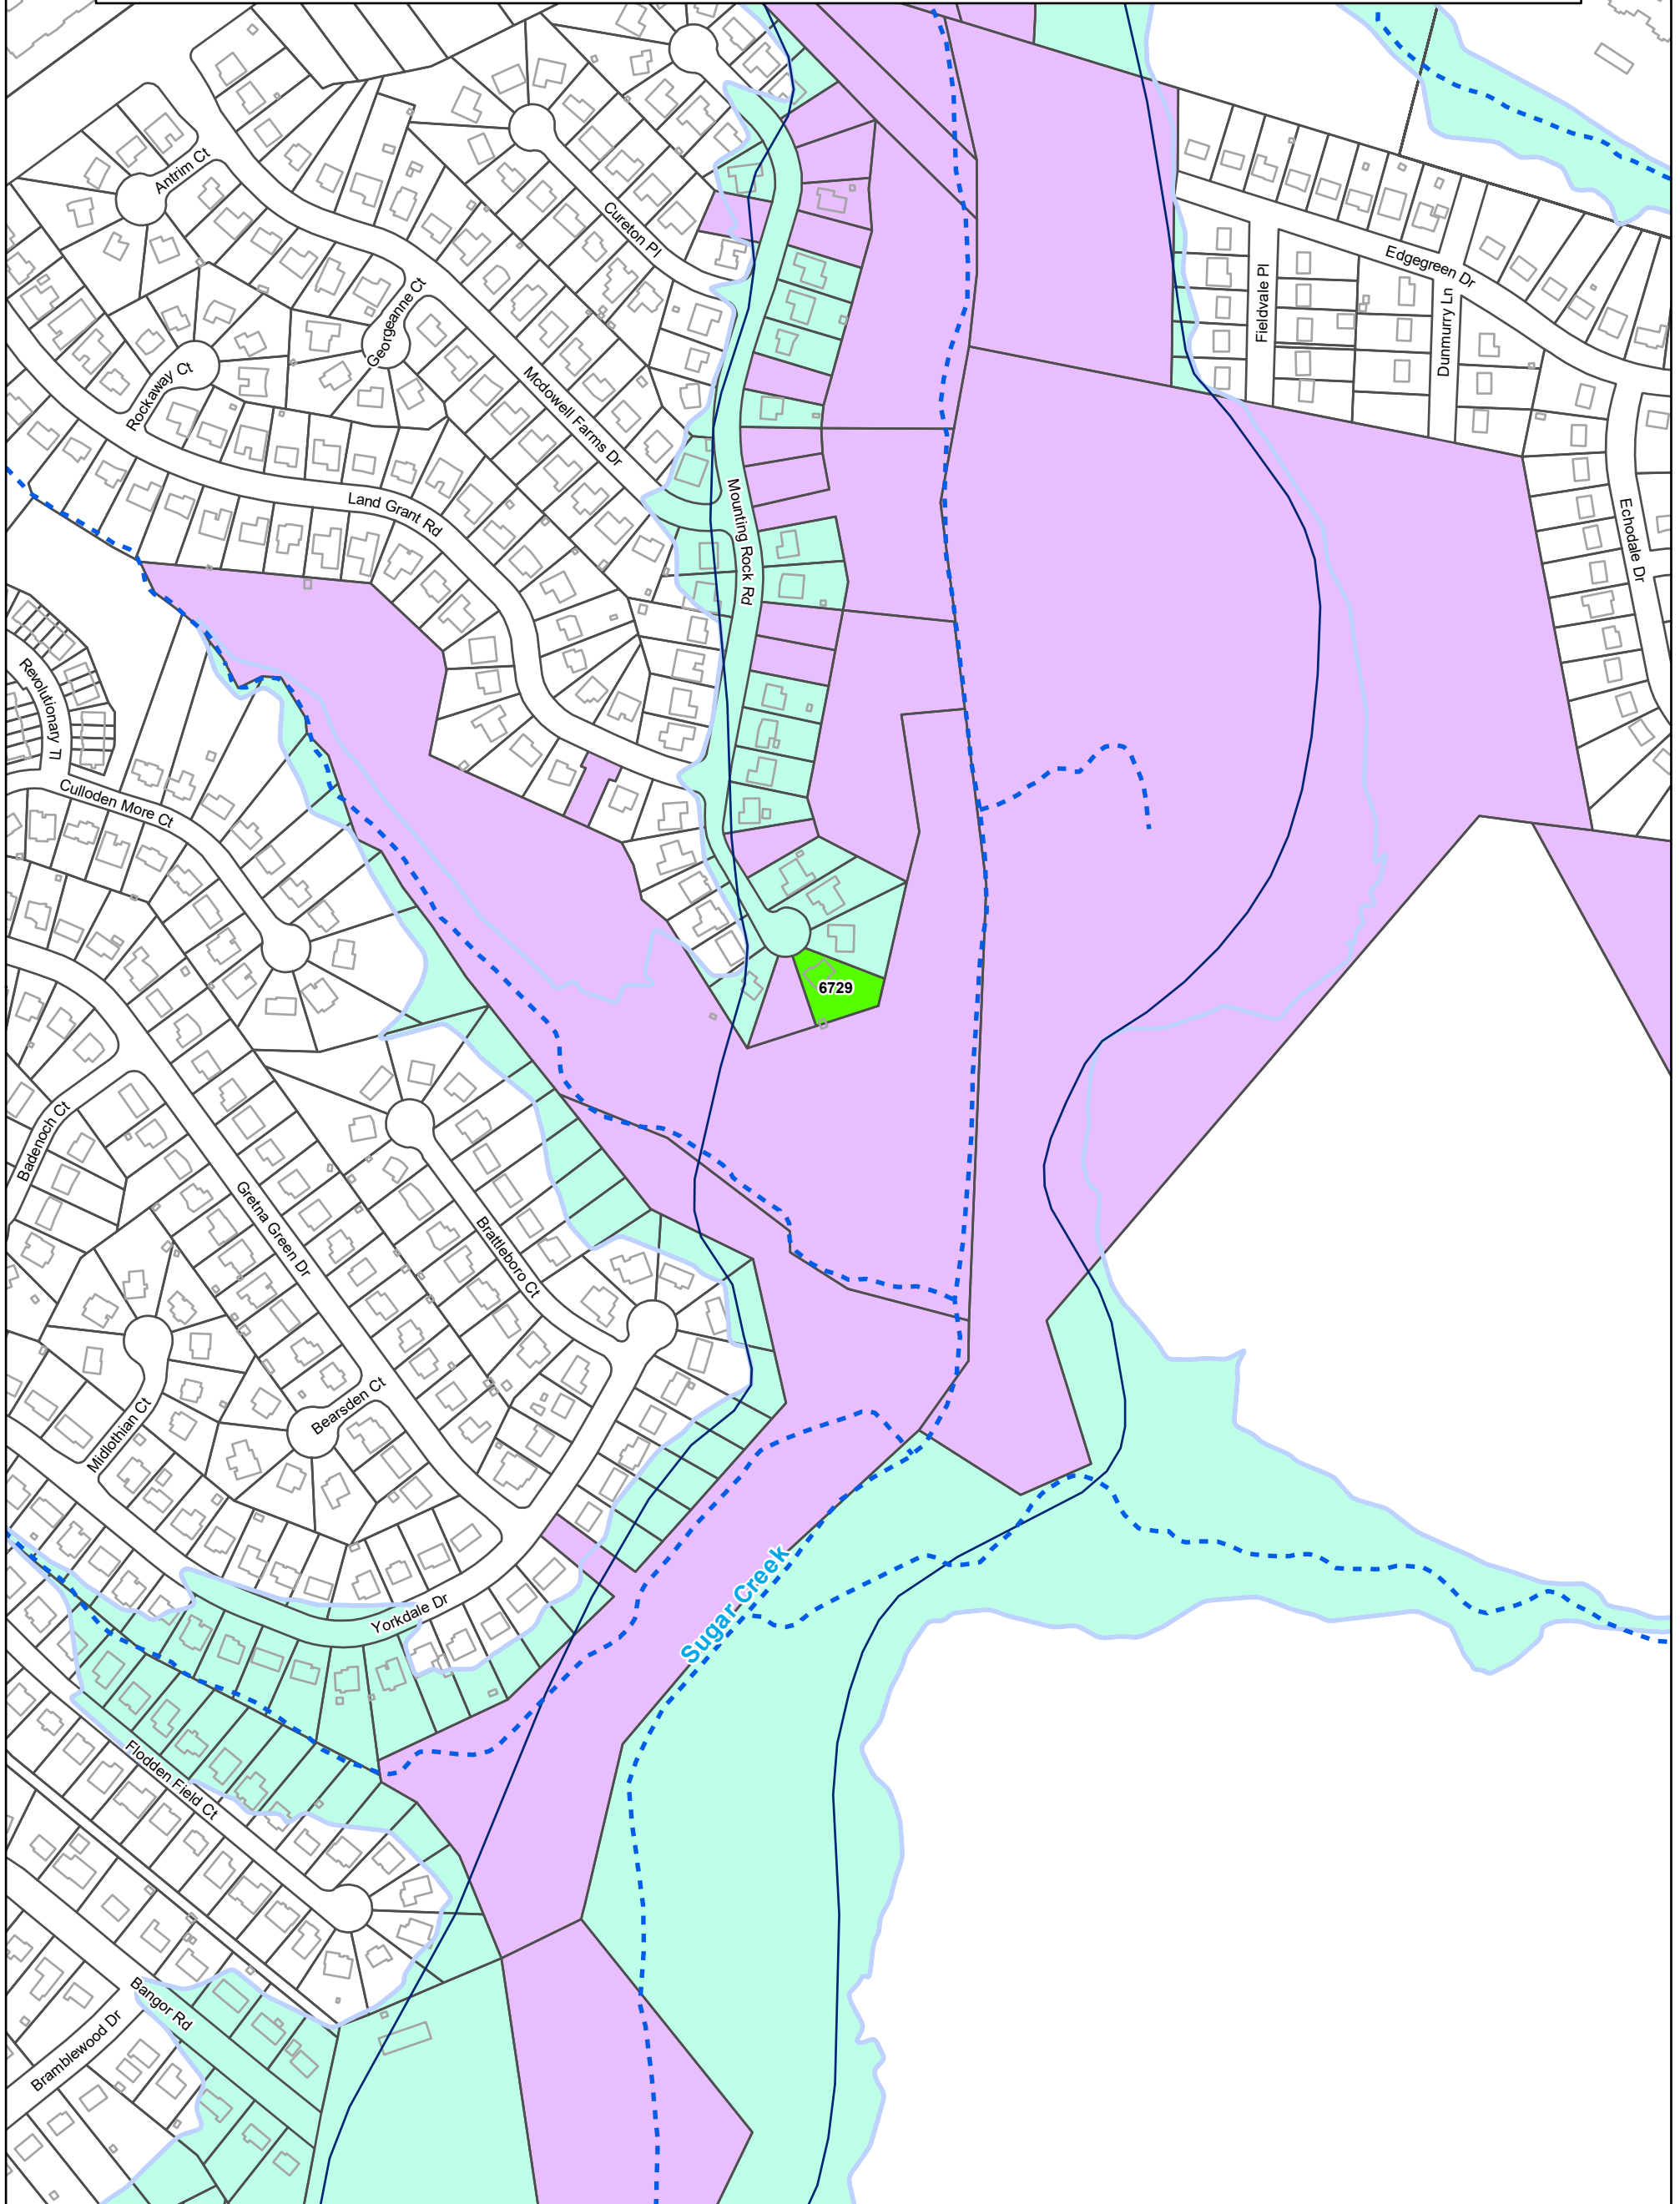 Antrim Ct
Cureton Pl
Edgegreen Dr
Fieldvale Pl
Dunmurry Ln
Georgeanne Ct
Rockaway Ct
Mcdowell Farms Dr
Land Grant Rd
Mounting Rock Rd
Echodale Dr
Revolutionary Tl
Culloden More Ct
6729
Badenoch Ct
Gretna Green Dr
Brattleboro Ct
Bearsden Ct
Midlothian Ct
Sugar Creek
Yorkdale Dr
Flodden Field Ct
Bangor Rd
Bramblewood Dr